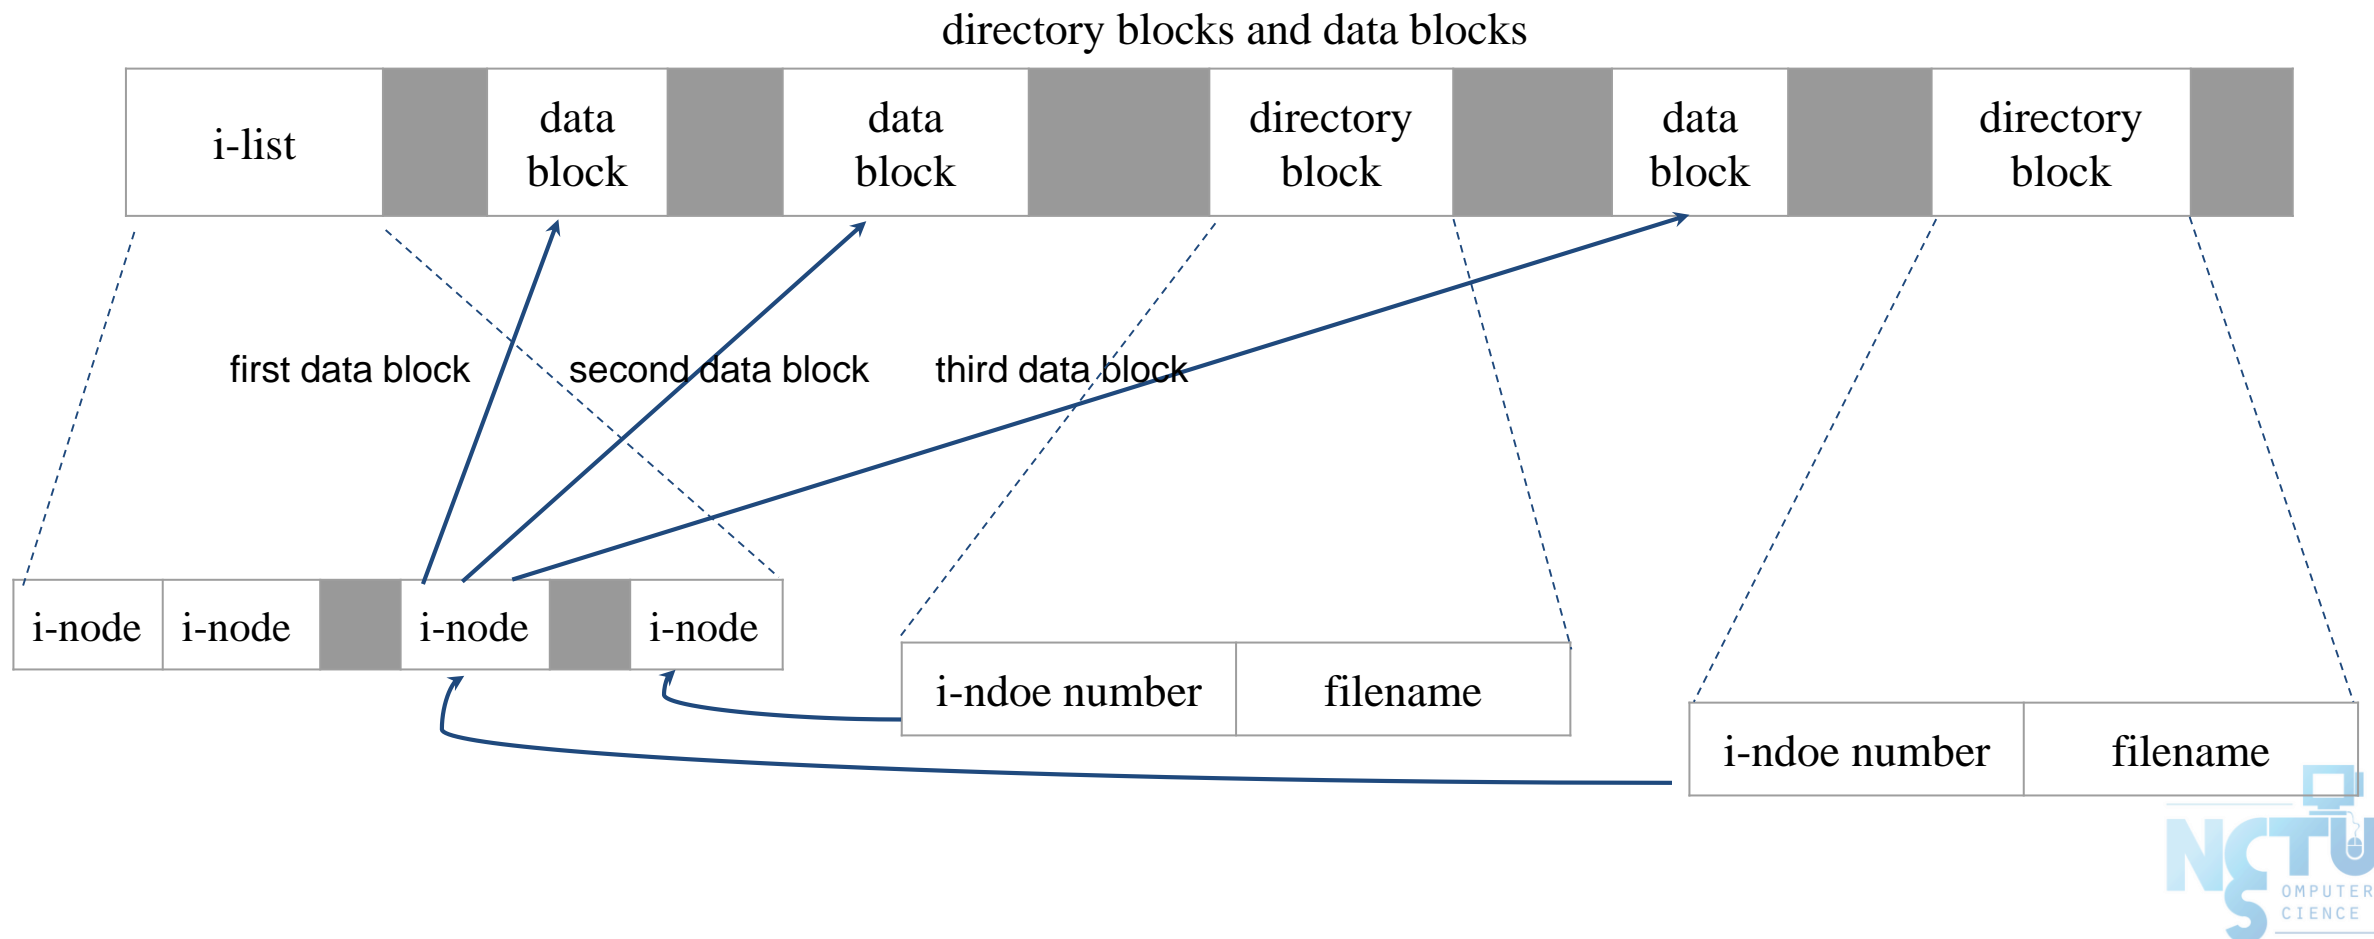 directory blocks and data blocks
i-list
data
block
data
block
directory
block
data
block
directory
block
first data block
second data block
third data block
i-node
i-node
i-node
i-node
i-ndoe number
filename
i-ndoe number
filename
NCTU
OMPUTER
S
CIENCE